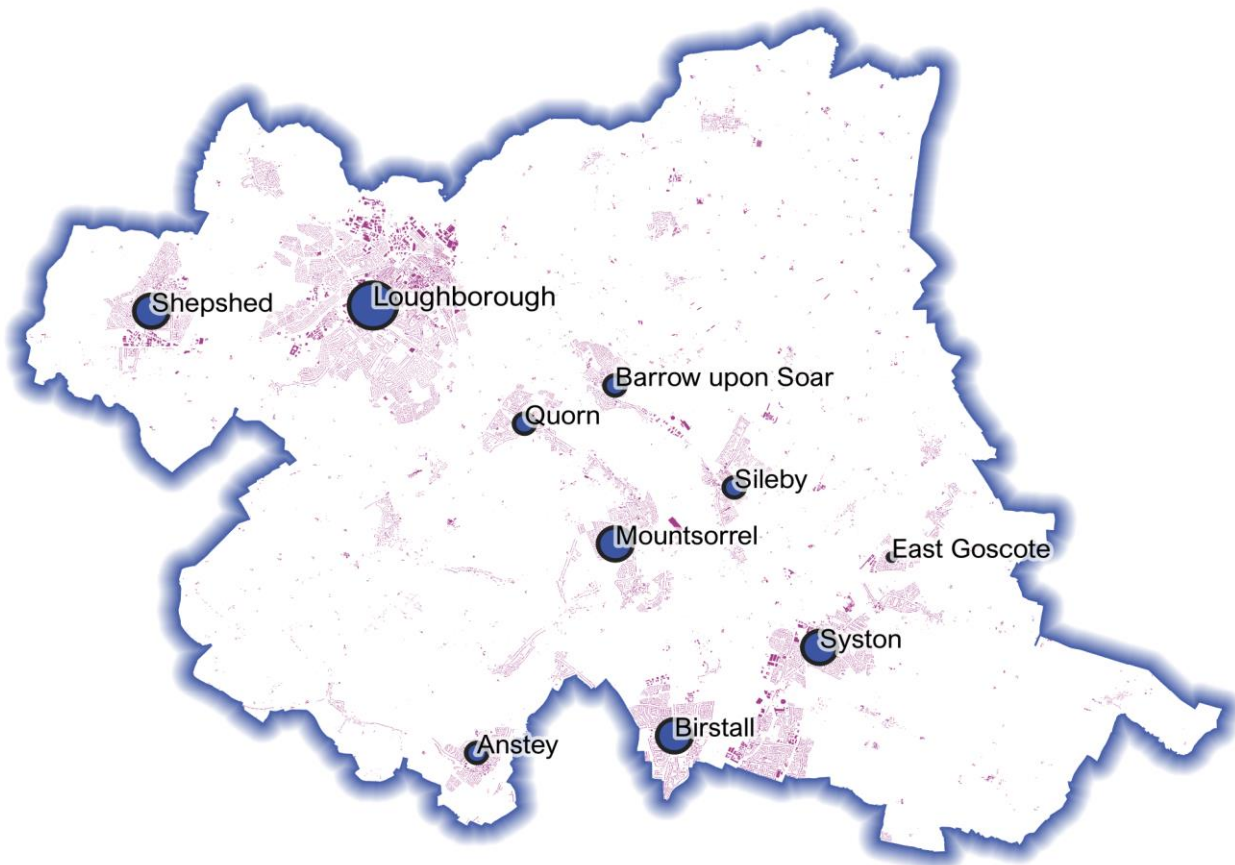 Shepshed
Loughborough
Barrow upon Soar
Quorn
Sileby
Mountsorrel
East Goscote
Syston
Birstall
Anstey